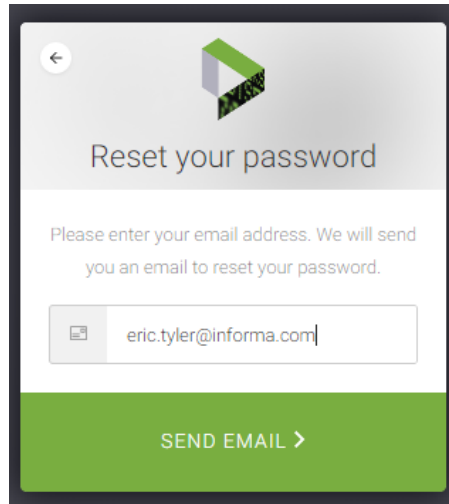 Reset your password
Please enter your email address. We will send
you an email to reset your password.
eric.tyler@informa.com
SEND EMAIL